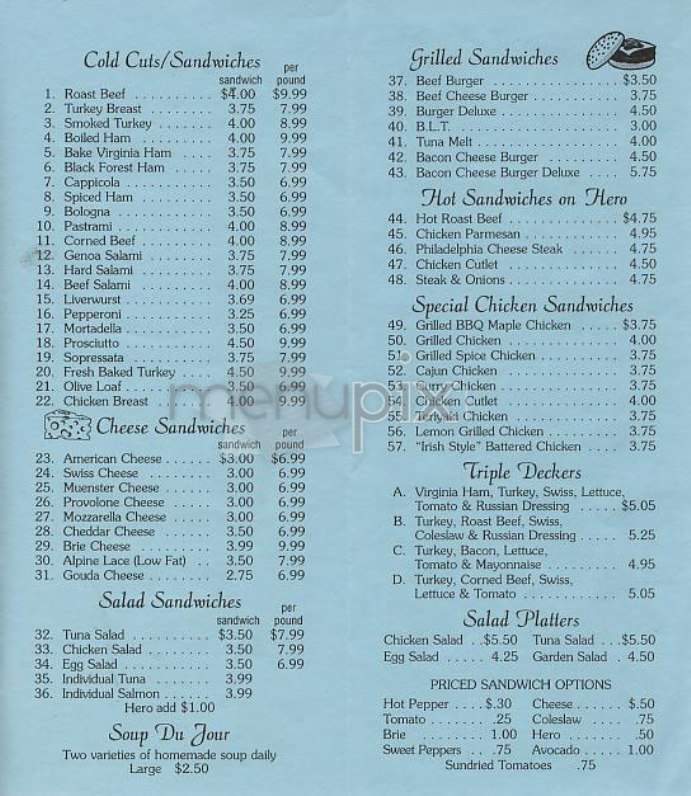 Cold Cuts/Sandwiches
per
sandwich pound
1. Roast Beef .......... $4.00 $9.99
2. Turkey Breast ........ 3.75 7.99
3. Smoked Turkey ....... 4.00 8.99
4. Boiled Ham .......... 4.00 9.99
5. Bake Virginia Ham .... 3.75 7.99
6. Black Forest Ham ..... 3.75 7.99
7. Cappicola ............ 3.50 6.99
8. Spiced Ham .......... 3.50 6.99
9. Bologna ............. 3.50 6.99
10. Pastrami ............ 4.00 8.99
11. Corned Beef ......... 4.00 8.99
12. Genoa Salami ........ 3.75 7.99
13. Hard Salami ......... 3.75 7.99
14. Beef Salami ......... 4.00 8.99
15. Liverwurst ........... 3.69 6.99
16. Pepperoni ............ 3.25 6.99
17. Mortadella ........... 3.50 6.99
18. Prosciutto ........... 4.50 9.99
19. Sopressata .......... 3.75 7.99
20. Fresh Baked Turkey .... 4.50 9.99
21. Olive Loaf ........... 3.50 6.99
22. Chicken Breast ....... 4.00 9.99
Cheese Sandwiches
per
sandwich pound
23. American Cheese ...... $3.00 $6.99
24. Swiss Cheese ........ 3.00 6.99
25. Muenster Cheese ...... 3.00 6.99
26. Provolone Cheese ..... 3.00 6.99
27. Mozzarella Cheese ..... 3.00 6.99
28. Cheddar Cheese ...... 3.50 6.99
29. Brie Cheese ......... 3.99 9.99
30. Alpine Lace (Low Fat) .. 3.50 7.99
31. Gouda Cheese ........ 2.75 6.99
Salad Sandwiches
per
sandwich pound
32. Tuna Salad .......... $3.50 $7.99
33. Chicken Salad ........ 3.50 7.99
34. Egg Salad ........... 3.50 6.99
35. Individual Tuna ....... 3.99
36. Individual Salmon ...... 3.99
Hero add $1.00
Soup Du Jour
Two varieties of homemade soup daily
Large $2.50
Grilled Sandwiches
37. Beef Burger ................ $3.50
38. Beef Cheese Burger ............ 3.75
39. Burger Deluxe ................ 4.50
40. B.L.T. ..................... 3.00
41. Tuna Melt ................... 4.00
42. Bacon Cheese Burger .......... 4.50
43. Bacon Cheese Burger Deluxe .... 5.75
Hot Sandwiches on Hero
44. Hot Roast Beef .............. $4.75
45. Chicken Parmesan ............. 4.95
46. Philadelphia Cheese Steak ...... 4.75
47. Chicken Cutlet ............... 4.50
48. Steak & Onions ............... 4.75
Special Chicken Sandwiches
49. Grilled BBQ Maple Chicken ..... $3.75
50. Grilled Chicken ............... 4.00
51. Grilled Spice Chicken ........... 3.75
52. Cajun Chicken ................ 3.75
53. Curry Chicken ................ 3.75
54. Chicken Cutlet ................ 4.00
55. Teriyaki Chicken .............. 3.75
56. Lemon Grilled Chicken .......... 3.75
57. "Irish Style" Battered Chicken .... 3.75
Triple Deckers
A. Virginia Ham, Turkey, Swiss, Lettuce,
Tomato & Russian Dressing ..... $5.05
B. Turkey, Roast Beef, Swiss,
Coleslaw & Russian Dressing ..... 5.25
C. Turkey, Bacon, Lettuce,
Tomato & Mayonnaise .......... 4.95
D. Turkey, Corned Beef, Swiss,
Lettuce & Tomato ............. 5.05
Salad Platters
Chicken Salad .. $5.50 Tuna Salad ... $5.50
Egg Salad ..... 4.25 Garden Salad . 4.50
PRICED SANDWICH OPTIONS
Hot Pepper .... $.30 Cheese ...... $.50
Tomato ........ .25 Coleslaw .... .75
Brie ........ 1.00 Hero ........ .50
Sweet Peppers .. .75 Avocado ..... 1.00
Sundried Tomatoes .75
menupix